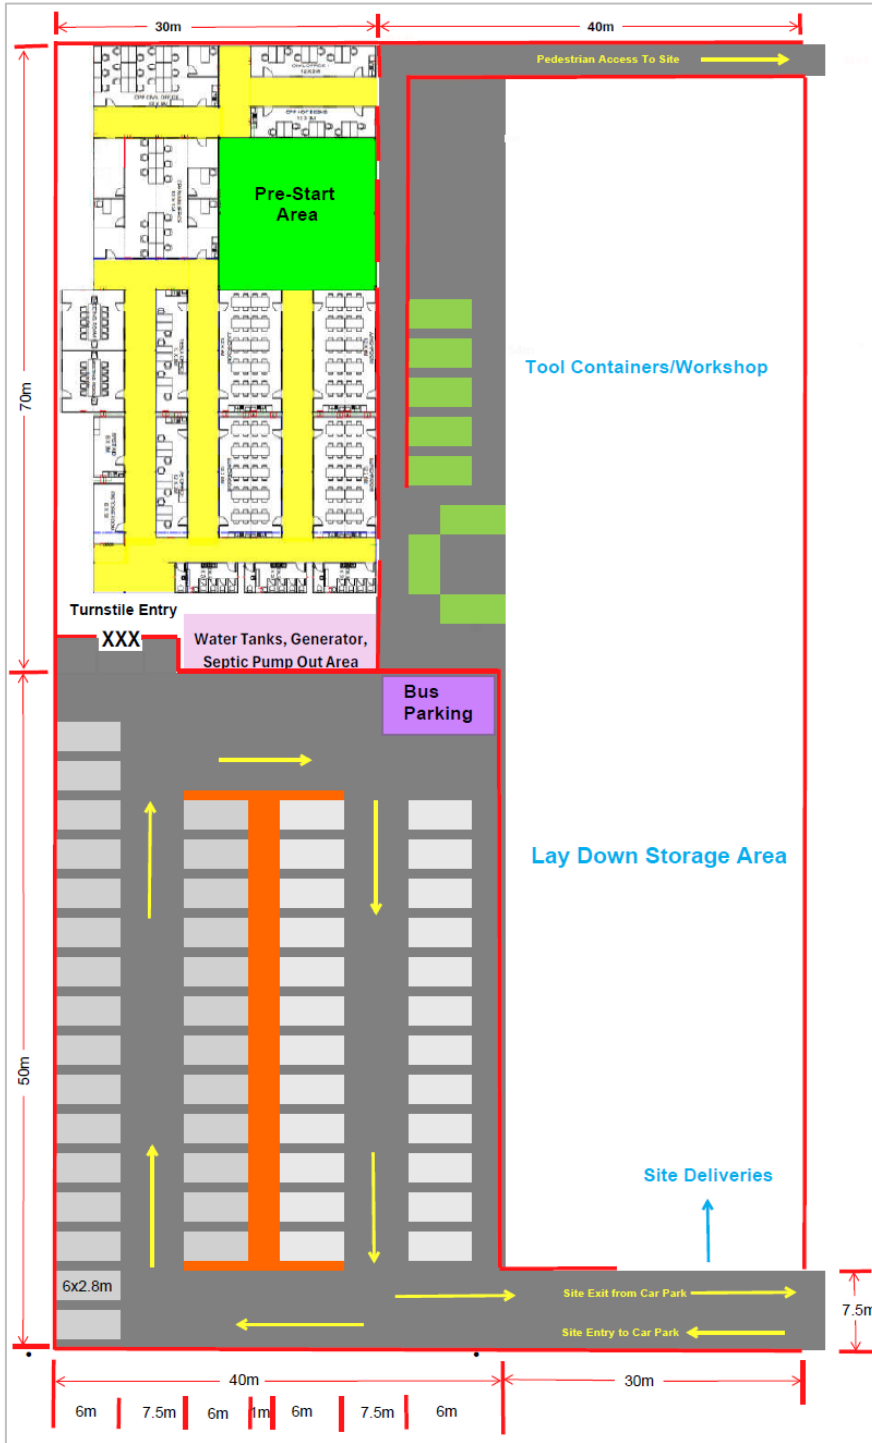 30m
40m
Pedestrian Access To Site
Pre-Start
Area
70m
Tool Containers/Workshop
Turnstile Entry
XXX
Water Tanks, Generator,
Septic Pump Out Area
Bus
Parking
Lay Down Storage Area
50m
Site Deliveries
6x2.8m
Site Exit from Car Park
7.5m
Site Entry to Car Park
40m
30m
6m
7.5m
6m
1m
6m
7.5m
6m